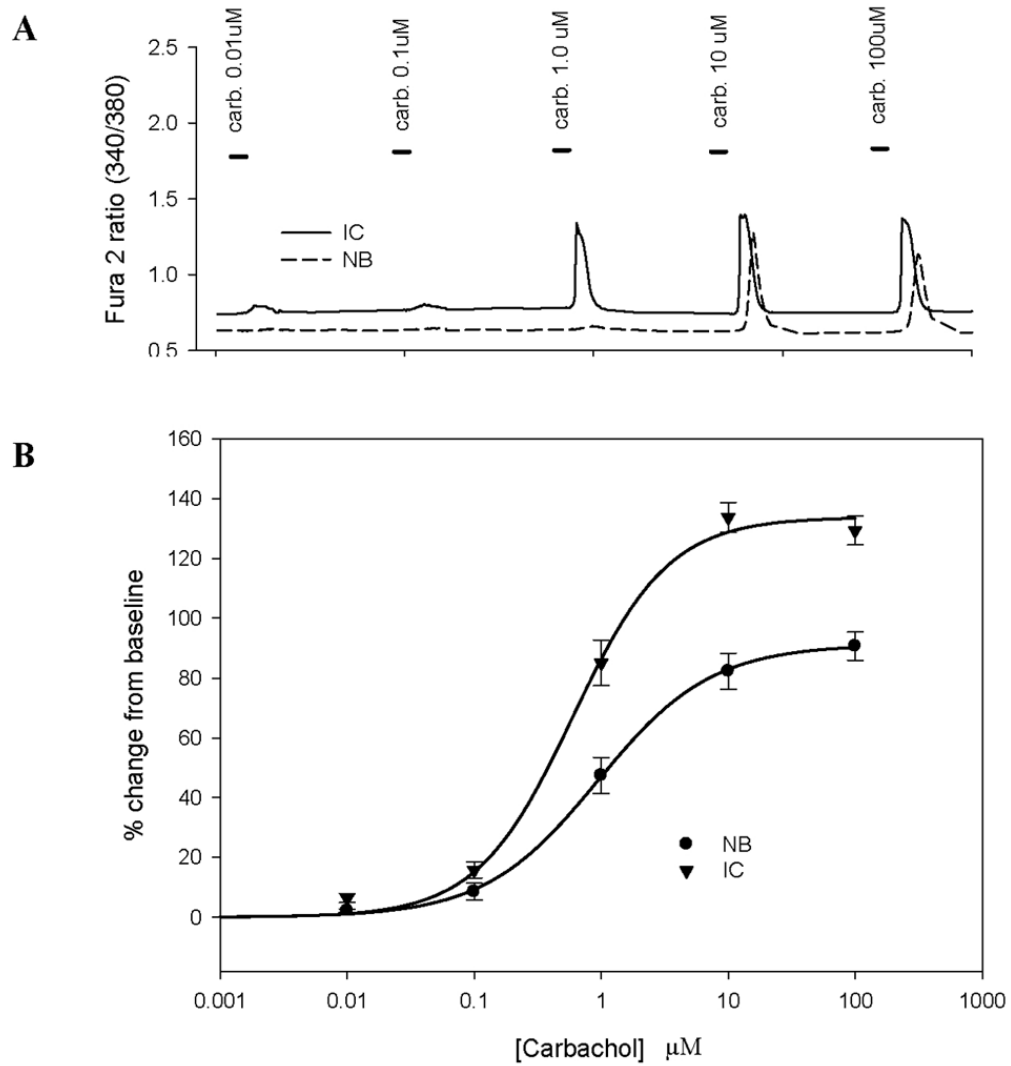 A
carb. 0.01uM
carb. 0.1uM
carb. 1.0 uM
carb. 10 uM
carb. 100uM
Fura 2 ratio (340/380)
2.5
2.0
1.5
1.0
0.5
IC
NB
B
% change from baseline
160
140
120
100
80
60
40
20
0
NB
IC
0.001
0.01
0.1
1
10
100
1000
[Carbachol] μM